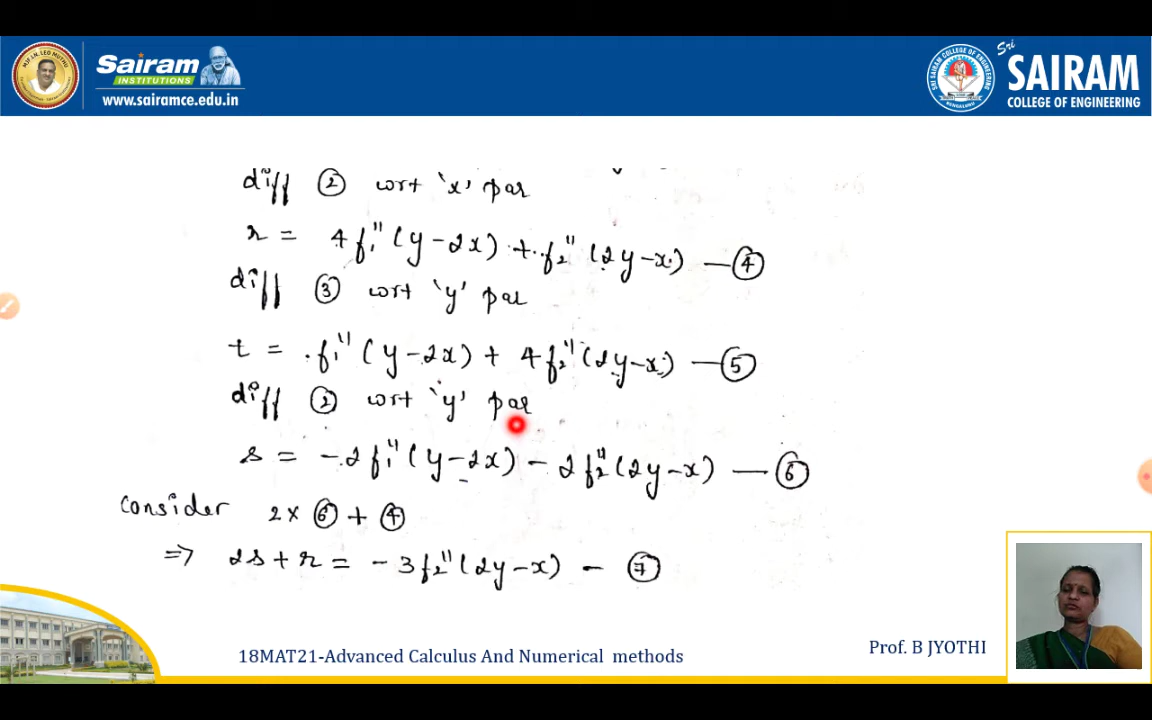 Sairam
INSTITUTIONS
www.sairamce.edu.in
Sri
SAIRAM
COLLEGE OF ENGINEERING
diff ② wrt 'x' par
r = 4f₁''(y-2x) + f₂''(2y-x) — ④
diff ③ wrt 'y' par
t = f₁''(y-2x) + 4f₂''(2y-x) — ⑤
diff ② wrt 'y' par
s = -2f₁''(y-2x) - 2f₂''(2y-x) — ⑥
Consider 2 × ⑥ + ④
⇒ 2s + r = -3f₂''(2y-x) - ⑦
18MAT21-Advanced Calculus And Numerical methods
Prof. B JYOTHI